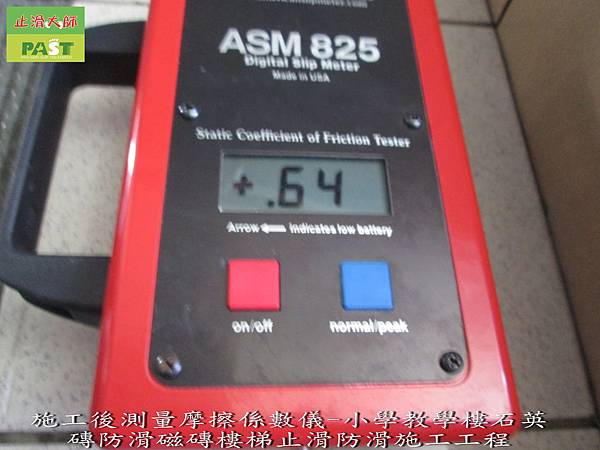 止滑大師
PAST
ASM 825
Digital Slip Meter
Made in USA
Static Coefficient of Friction Tester
+.64
Arrow ⟵ indicates low battery
on/off
normal/peak
施工後測量摩擦係數儀-小學教學樓石英
磚防滑磁磚樓梯止滑防滑施工工程